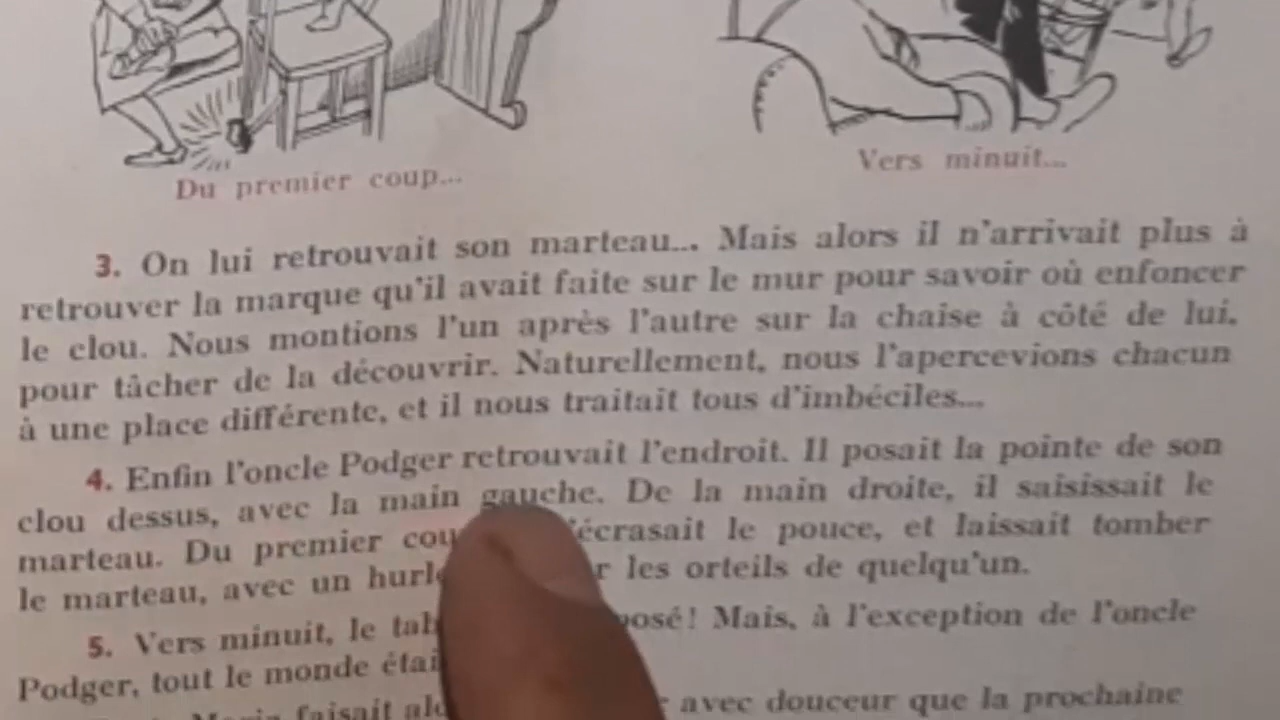 Du premier coup...
Vers minuit...
3. On lui retrouvait son marteau... Mais alors il n'arrivait plus à
retrouver la marque qu'il avait faite sur le mur pour savoir où enfoncer
le clou. Nous montions l'un après l'autre sur la chaise à côté de lui,
pour tâcher de la découvrir. Naturellement, nous l'apercevions chacun
à une place différente, et il nous traitait tous d'imbéciles...
4. Enfin l'oncle Podger retrouvait l'endroit. Il posait la pointe de son
clou dessus, avec la main gauche. De la main droite, il saisissait le
marteau. Du premier cou écrasait le pouce, et laissait tomber
le marteau, avec un hurl r les orteils de quelqu'un.
5. Vers minuit, le tab posé! Mais, à l'exception de l'oncle
Podger, tout le monde étai
faisait alo avec douceur que la prochaine